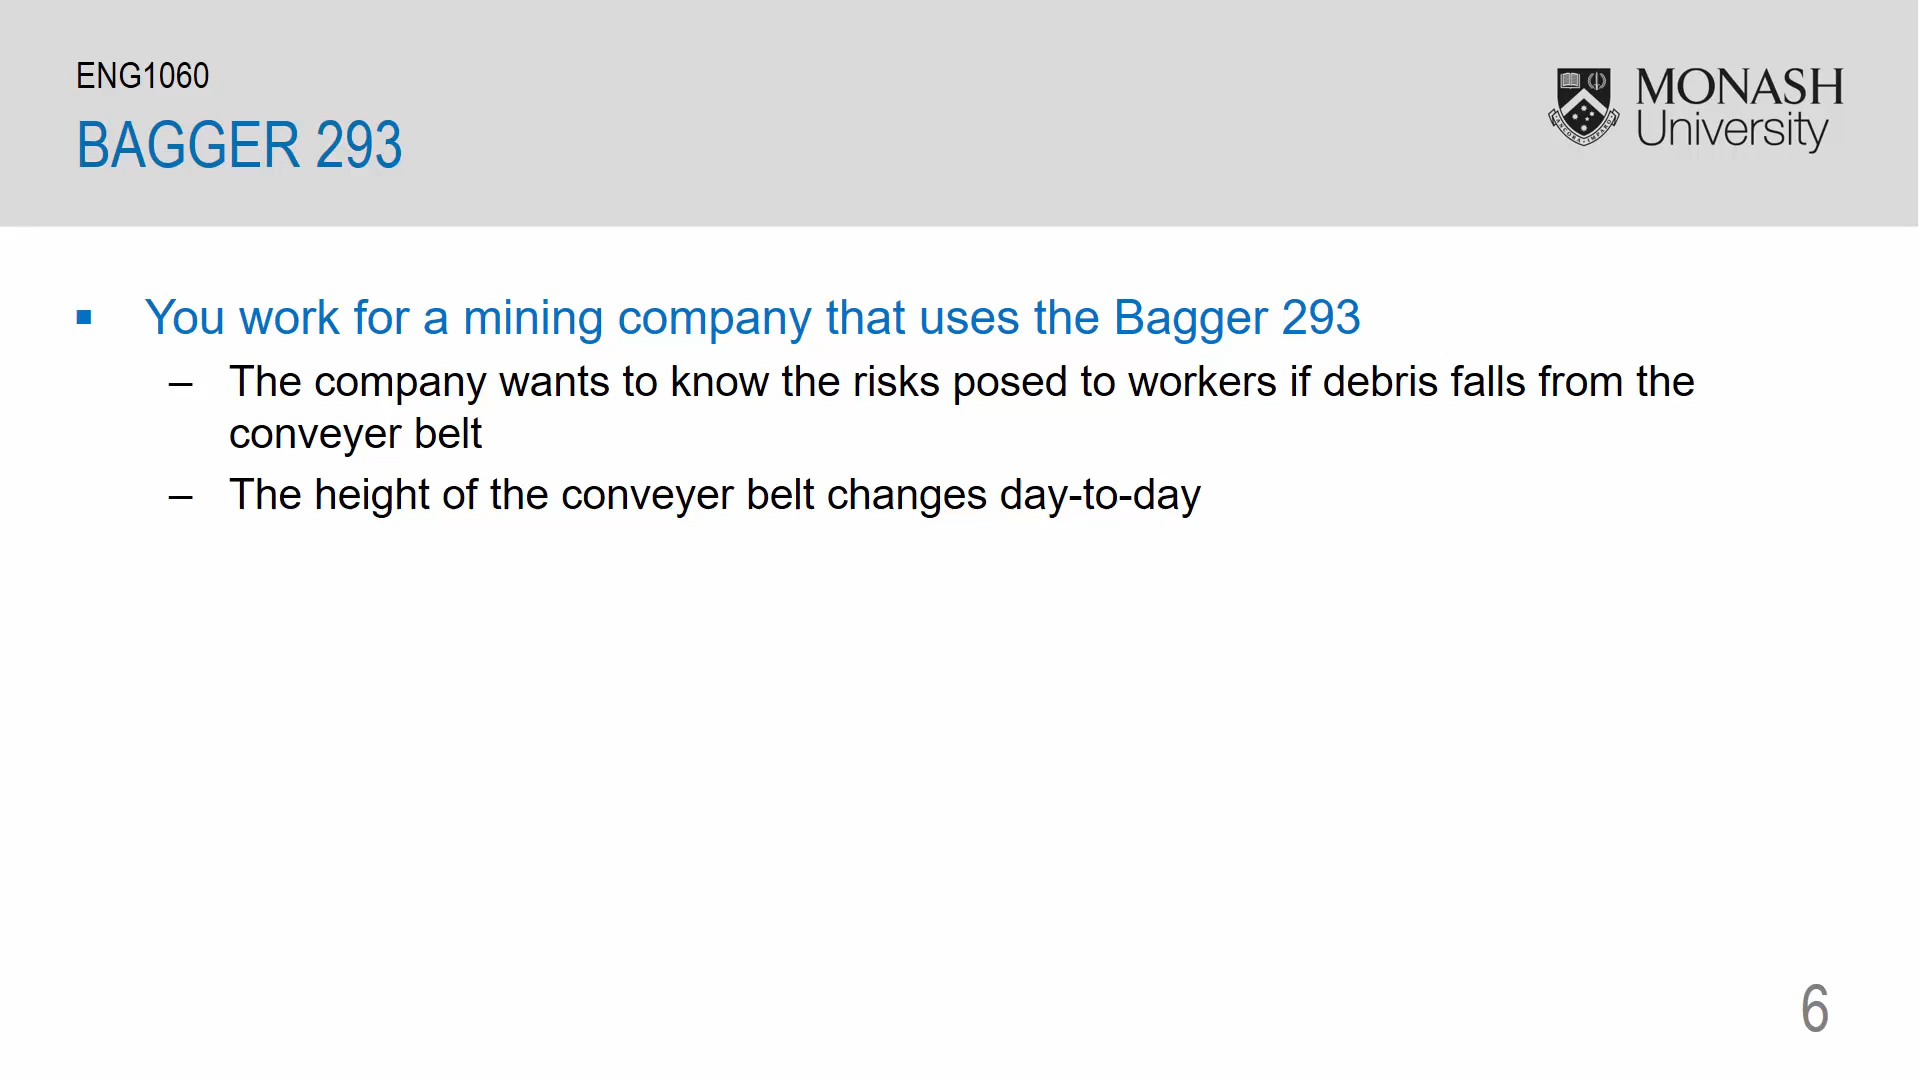 ENG1060
BAGGER 293
MONASH
University
▪ You work for a mining company that uses the Bagger 293
– The company wants to know the risks posed to workers if debris falls from the
conveyer belt
– The height of the conveyer belt changes day-to-day
6